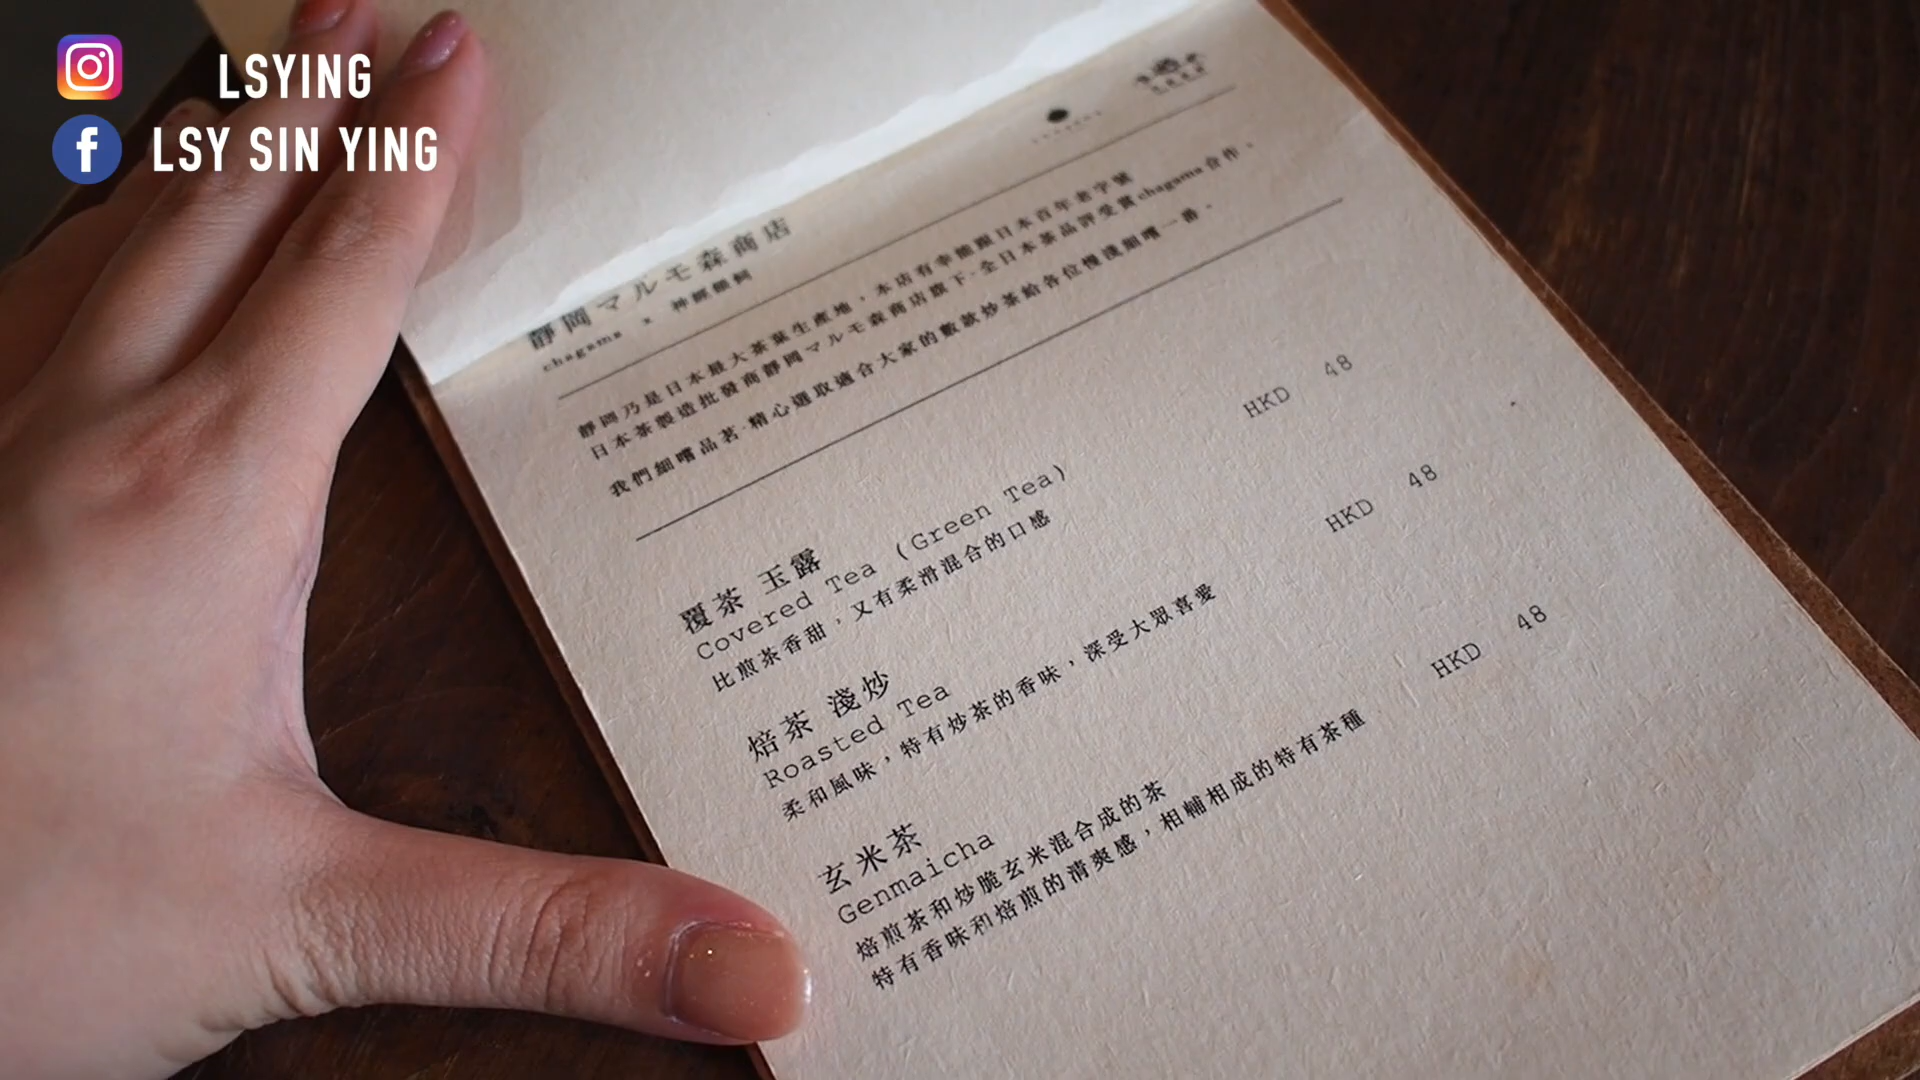 LSYING
LSY SIN YING
靜岡マルモ森商店
chagama x 神
靜岡乃是日本最大茶葉生產地，本店有幸能跟日本百年老字號
日本茶製造批發商靜岡マルモ森商店旗下·全日本茶品評受賞chagama合作，
我們細嚐品茗·精心選取適合大家的數款炒茶給各位慢淺細嚐一番。
覆茶 玉露
HKD 48
Covered Tea (Green Tea)
比煎茶香甜，又有柔滑混合的口感
焙茶 淺炒
HKD 48
Roasted Tea
柔和風味，特有炒茶的香味，深受大眾喜愛
玄米茶
HKD 48
Genmaicha
焙煎茶和炒脆玄米混合成的茶
特有香味和焙煎的清爽感，相輔相成的特有茶種